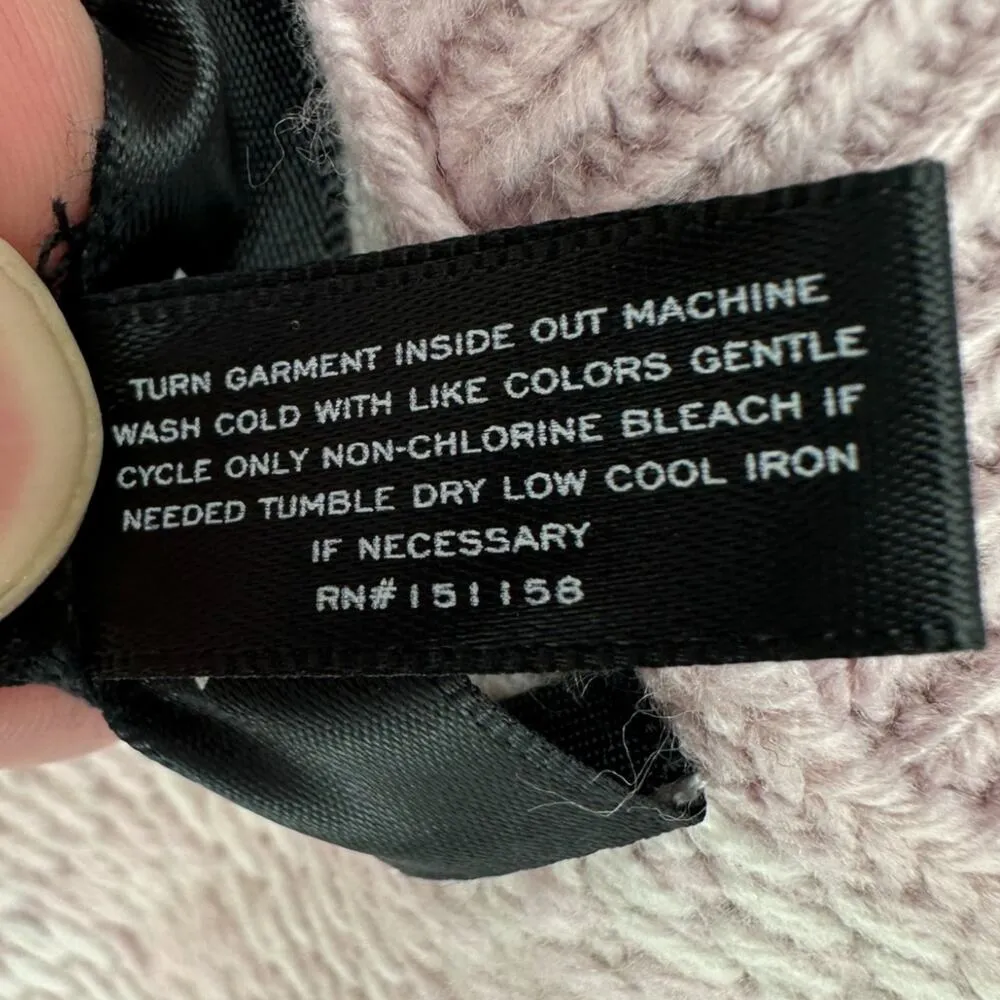 TURN GARMENT INSIDE OUT MACHINE
WASH COLD WITH LIKE COLORS GENTLE
CYCLE ONLY NON-CHLORINE BLEACH IF
NEEDED TUMBLE DRY LOW COOL IRON
IF NECESSARY
RN#151158